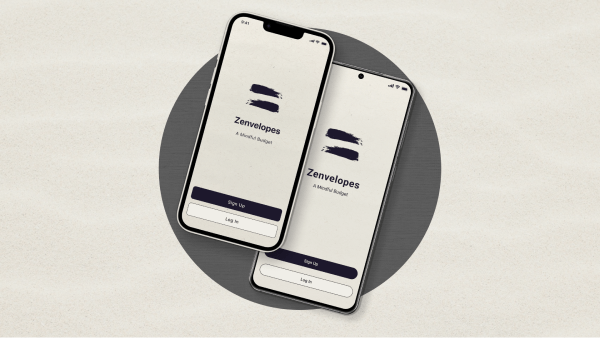 9:41
Zenvelopes
A Mindful Budget
Sign Up
Log In
Zenvelopes
A Mindful Budget
Sign Up
Log In